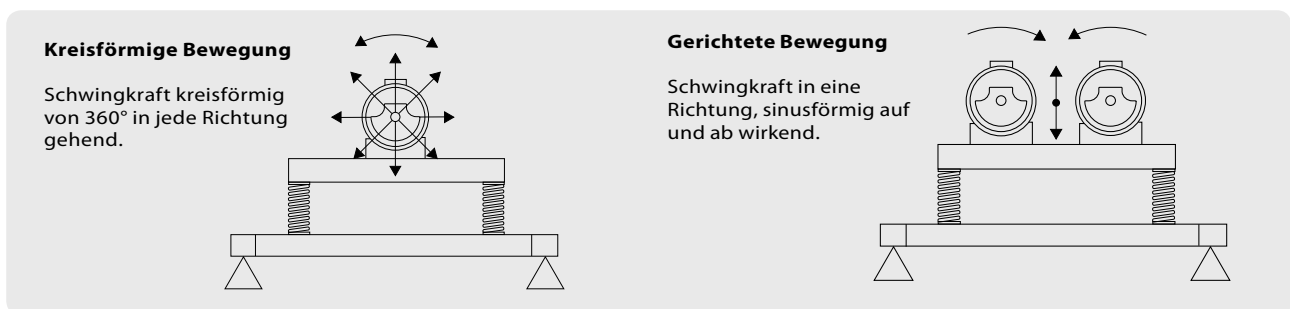 Kreisförmige Bewegung
Schwingkraft kreisförmig
von 360° in jede Richtung
gehend.
Gerichtete Bewegung
Schwingkraft in eine
Richtung, sinusförmig auf
und ab wirkend.